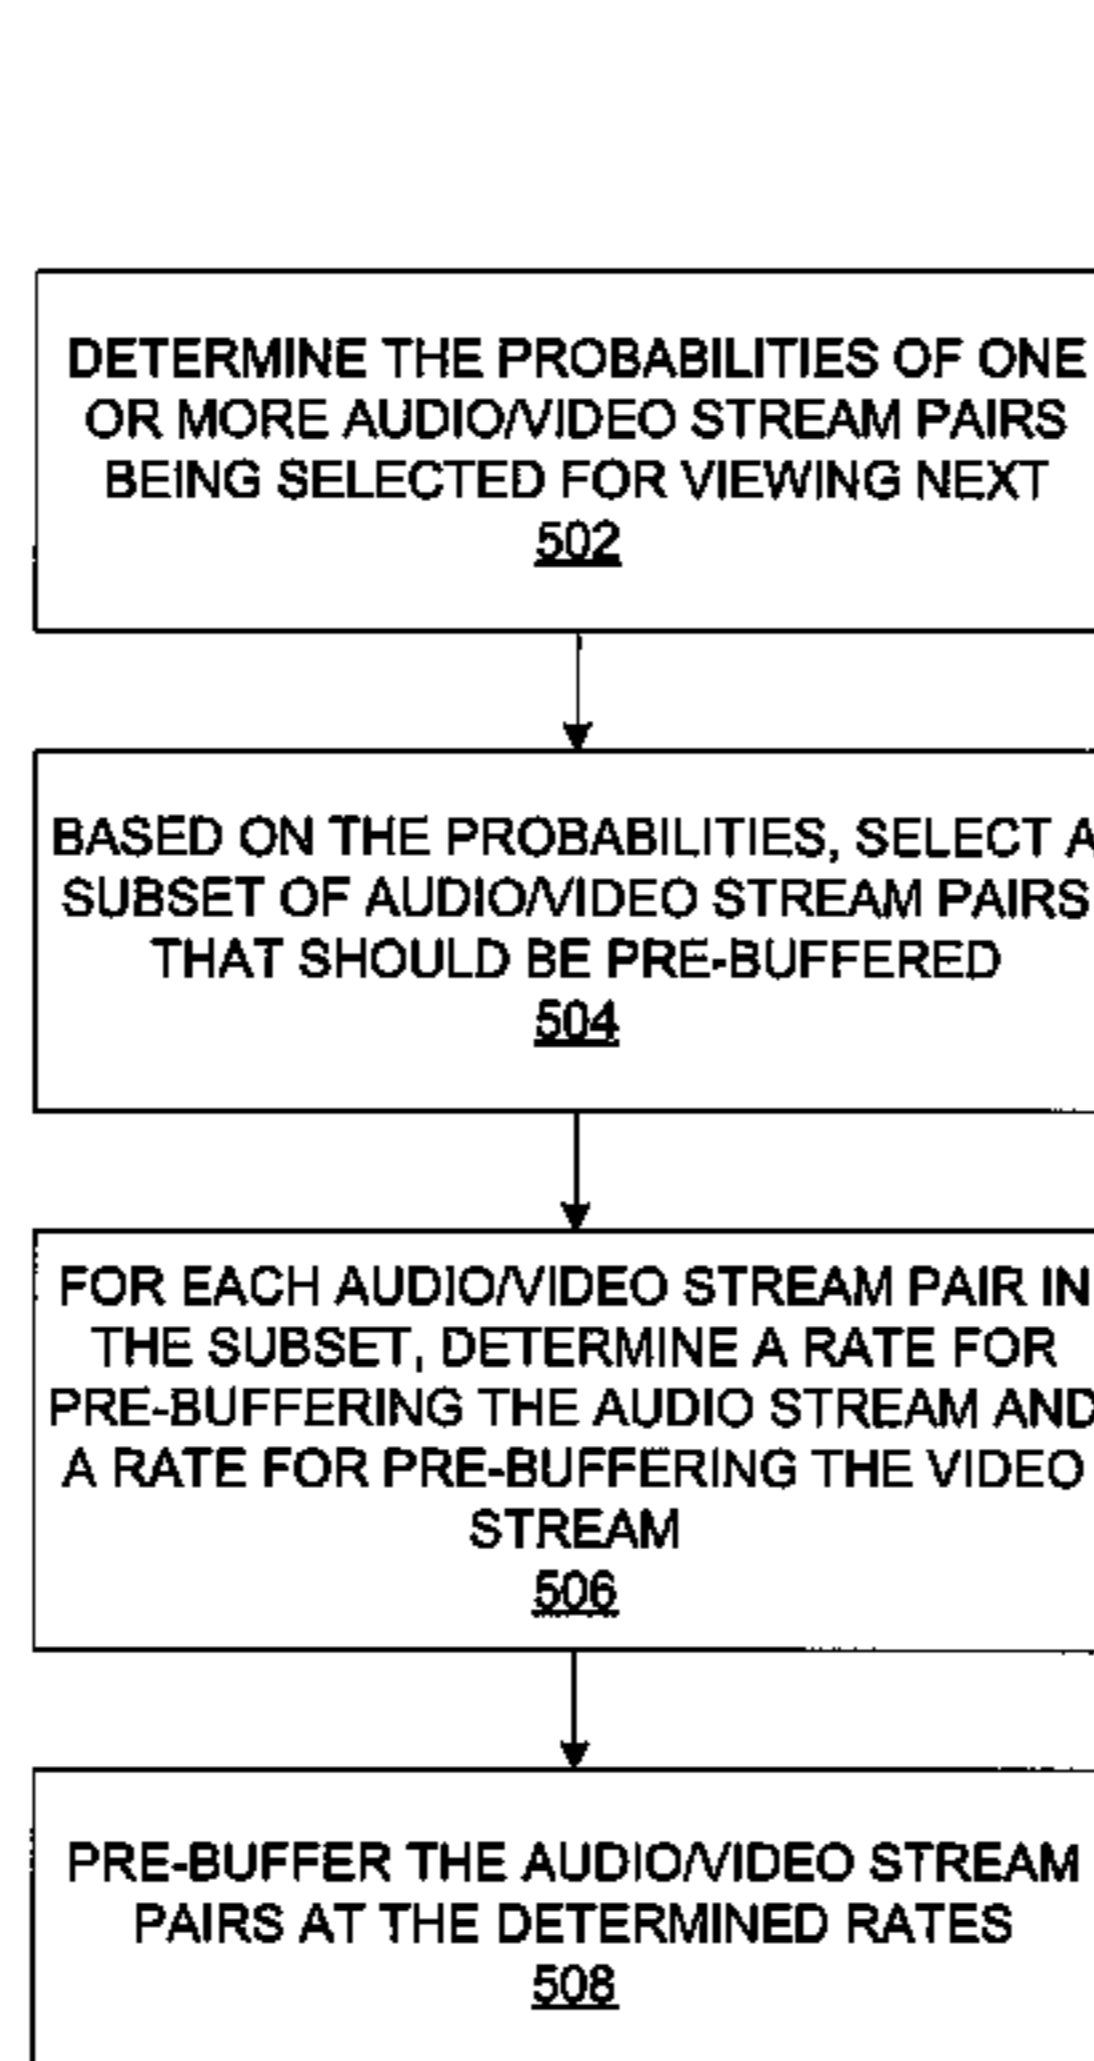 DETERMINE THE PROBABILITIES OF ONE
OR MORE AUDIO/VIDEO STREAM PAIRS
BEING SELECTED FOR VIEWING NEXT
502
BASED ON THE PROBABILITIES, SELECT A
SUBSET OF AUDIO/VIDEO STREAM PAIRS
THAT SHOULD BE PRE-BUFFERED
504
FOR EACH AUDIO/VIDEO STREAM PAIR IN
THE SUBSET, DETERMINE A RATE FOR
PRE-BUFFERING THE AUDIO STREAM AND
A RATE FOR PRE-BUFFERING THE VIDEO
STREAM
506
PRE-BUFFER THE AUDIO/VIDEO STREAM
PAIRS AT THE DETERMINED RATES
508